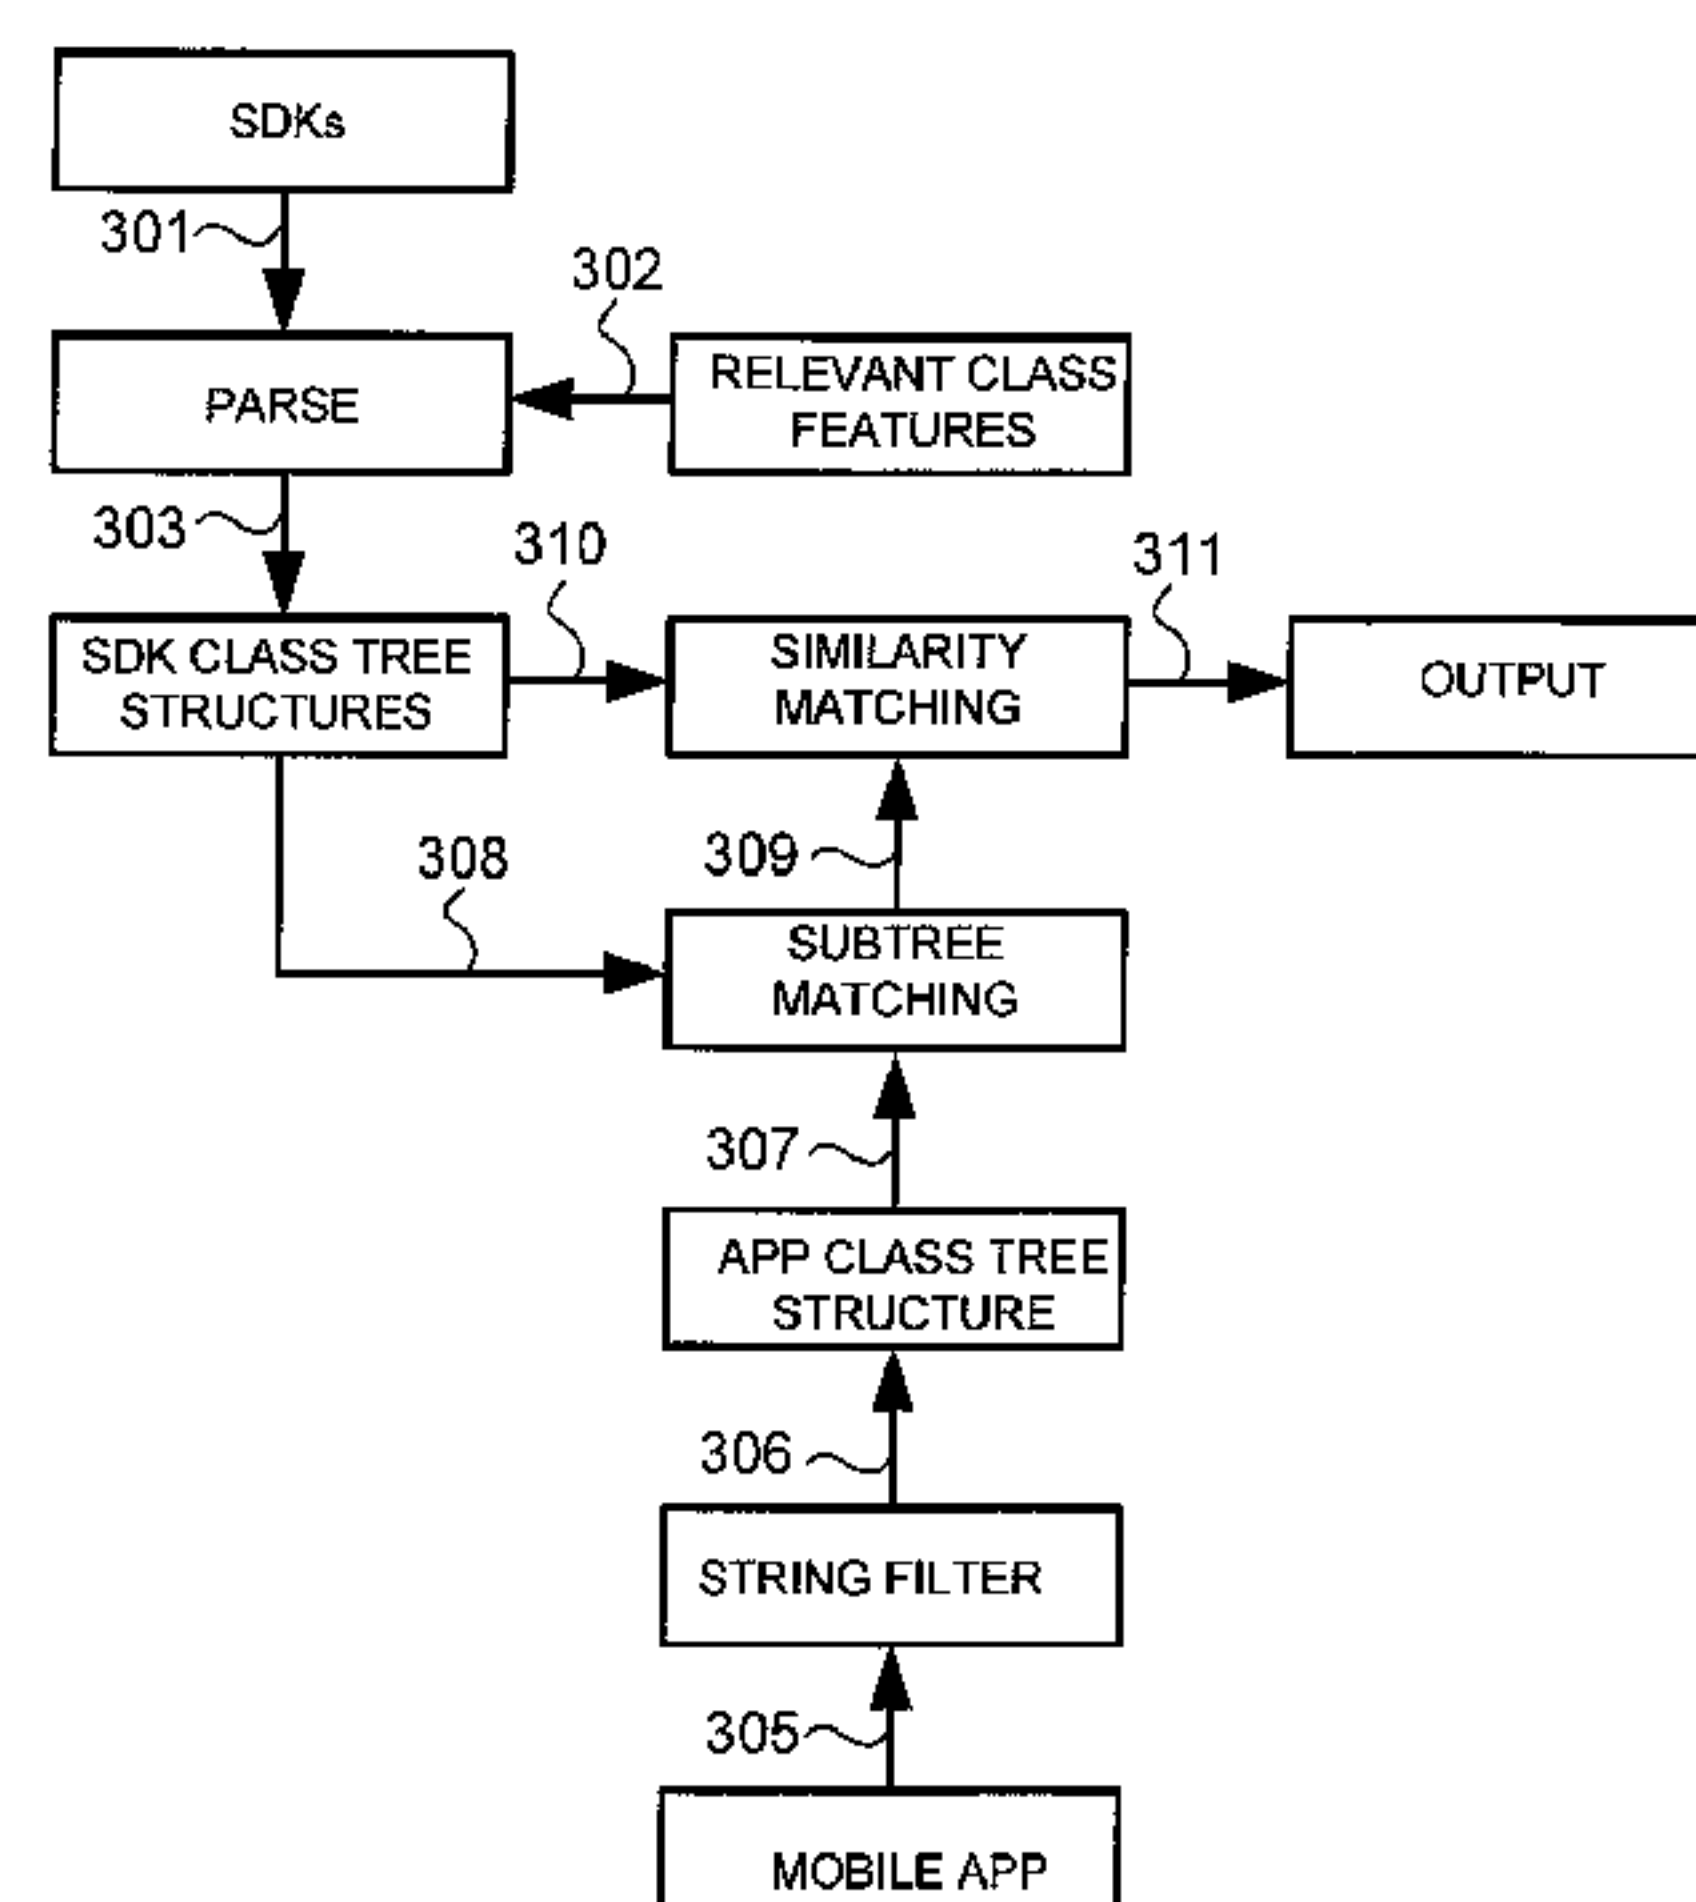 SDKs
301
302
PARSE
RELEVANT CLASS
FEATURES
303
310
311
SDK CLASS TREE
STRUCTURES
SIMILARITY
MATCHING
OUTPUT
308
309
SUBTREE
MATCHING
307
APP CLASS TREE
STRUCTURE
306
STRING FILTER
305
MOBILE APP